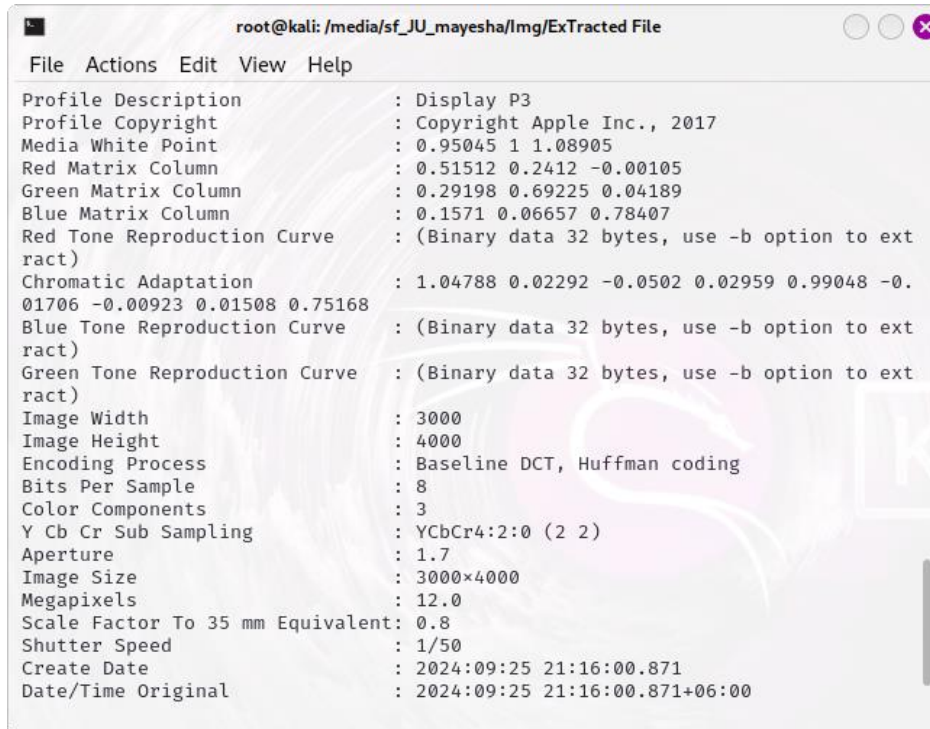 root@kali: /media/sf_JU_mayesha/Img/ExTracted File
File Actions Edit View Help
Profile Description : Display P3
Profile Copyright : Copyright Apple Inc., 2017
Media White Point : 0.95045 1 1.08905
Red Matrix Column : 0.51512 0.2412 -0.00105
Green Matrix Column : 0.29198 0.69225 0.04189
Blue Matrix Column : 0.1571 0.06657 0.78407
Red Tone Reproduction Curve : (Binary data 32 bytes, use -b option to ext
ract)
Chromatic Adaptation : 1.04788 0.02292 -0.0502 0.02959 0.99048 -0.
01706 -0.00923 0.01508 0.75168
Blue Tone Reproduction Curve : (Binary data 32 bytes, use -b option to ext
ract)
Green Tone Reproduction Curve : (Binary data 32 bytes, use -b option to ext
ract)
Image Width : 3000
Image Height : 4000
Encoding Process : Baseline DCT, Huffman coding
Bits Per Sample : 8
Color Components : 3
Y Cb Cr Sub Sampling : YCbCr4:2:0 (2 2)
Aperture : 1.7
Image Size : 3000×4000
Megapixels : 12.0
Scale Factor To 35 mm Equivalent: 0.8
Shutter Speed : 1/50
Create Date : 2024:09:25 21:16:00.871
Date/Time Original : 2024:09:25 21:16:00.871+06:00